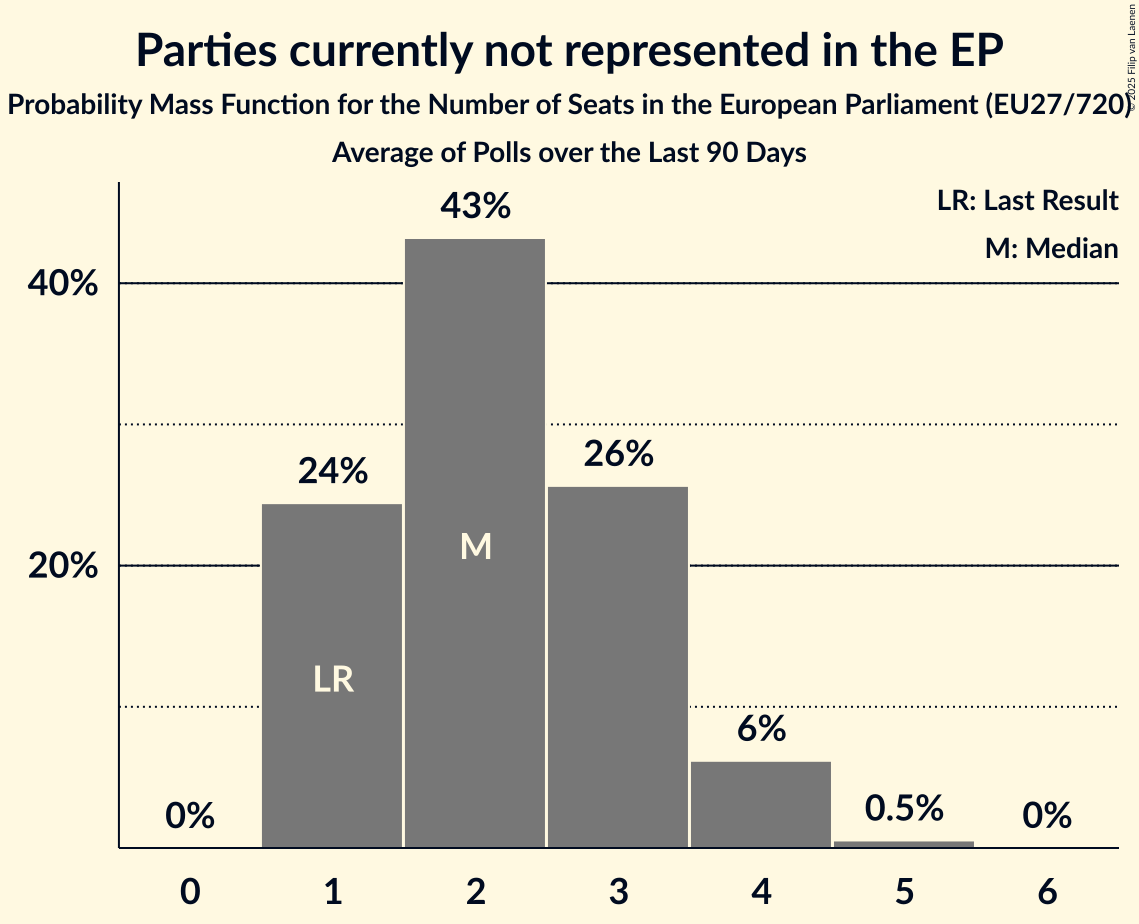 Parties currently not represented in the EP
Probability Mass Function for the Number of Seats in the European Parliament (EU27/720)
Average of Polls over the Last 90 Days
© 2025 Filip van Laenen
LR: Last Result
M: Median
43%
40%
26%
24%
M
20%
LR
6%
0.5%
0%
0%
0 1 2 3 4 5 6